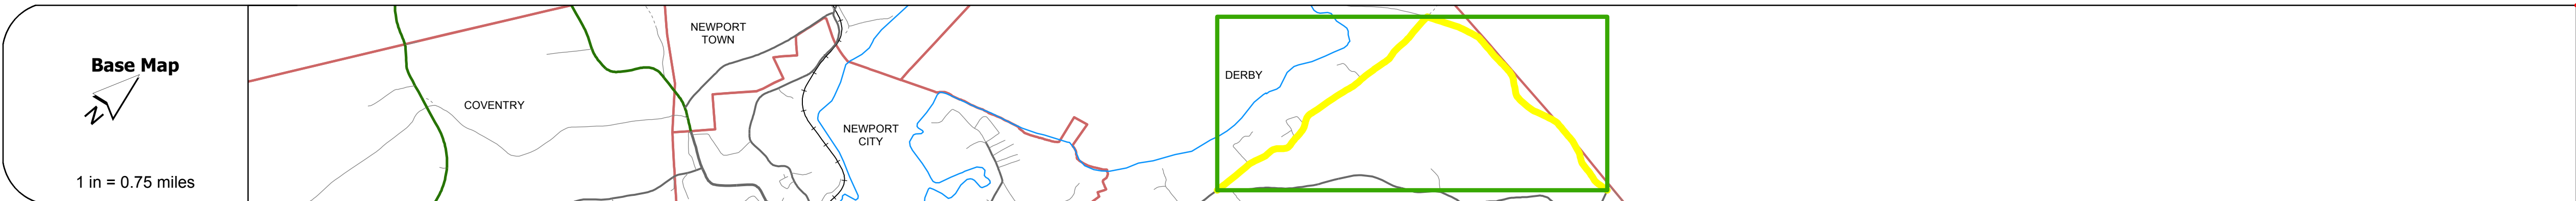 Base Map
N
1 in = 0.75 miles
COVENTRY
NEWPORT
TOWN
NEWPORT
CITY
DERBY